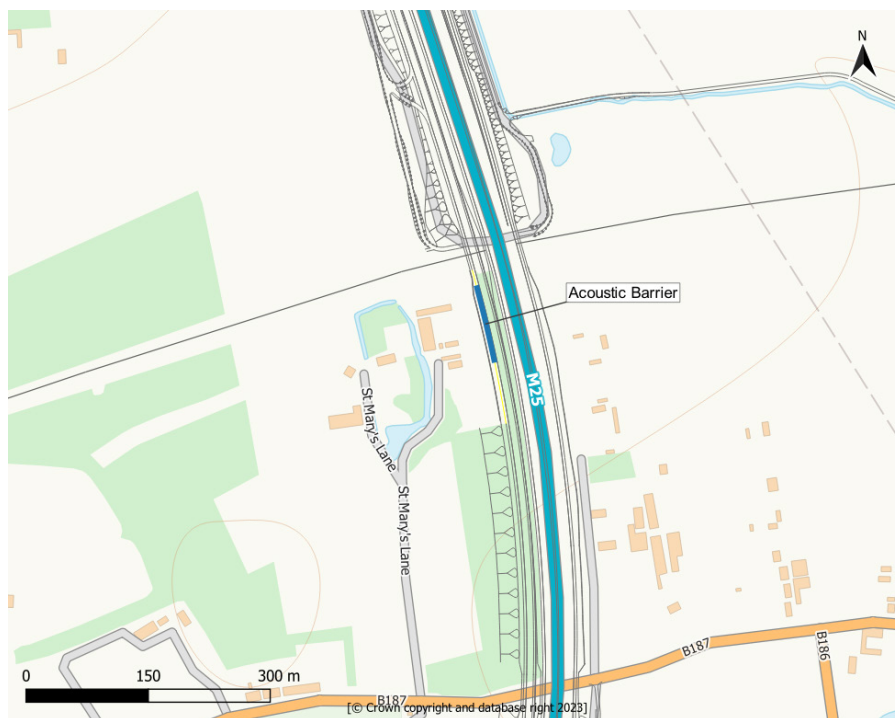 N
Acoustic Barrier
M25
St Mary's Lane
St Mary's Lane
B187
B186
B187
0 150 300 m
[© Crown copyright and database right 2023]